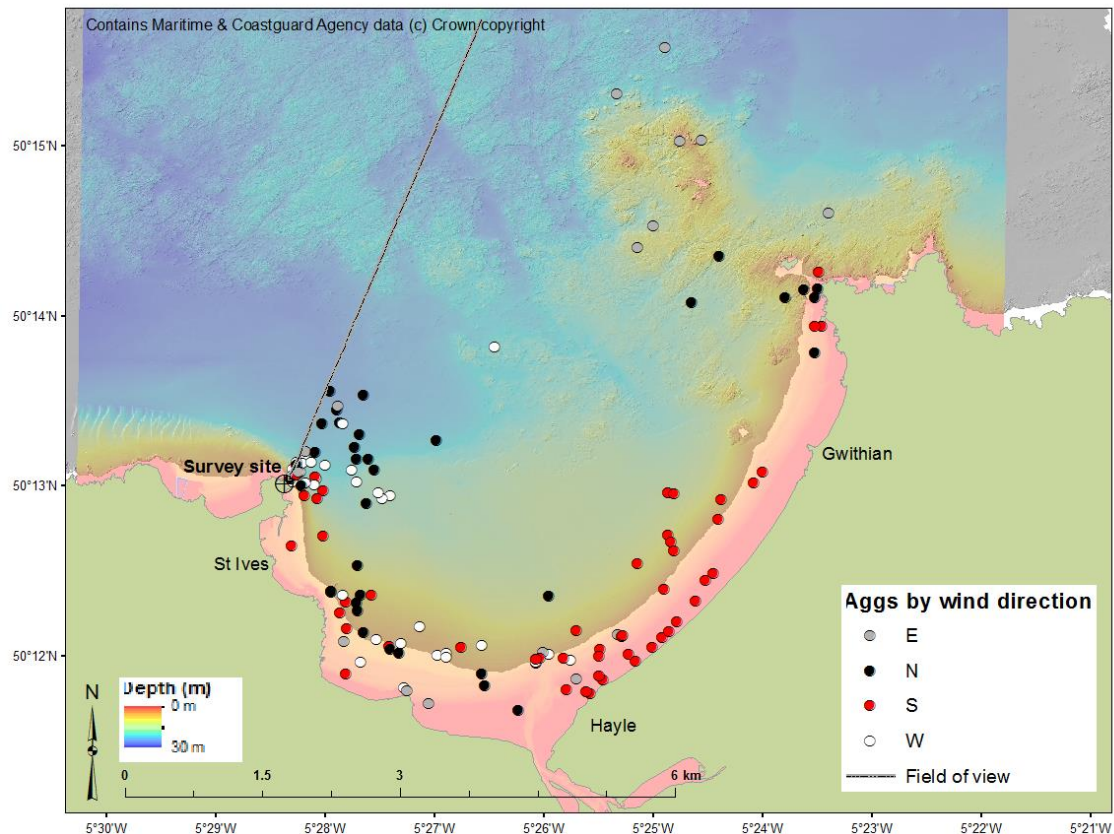 Contains Maritime & Coastguard Agency data (c) Crown copyright
50°15'N
50°14'N
50°13'N
50°12'N
Survey site
St Ives
Gwithian
Hayle
N
Depth (m)
0 m
30 m
0 1.5 3 6 km
Aggs by wind direction
E
N
S
W
Field of view
5°30'W 5°29'W 5°28'W 5°27'W 5°26'W 5°25'W 5°24'W 5°23'W 5°22'W 5°21'W